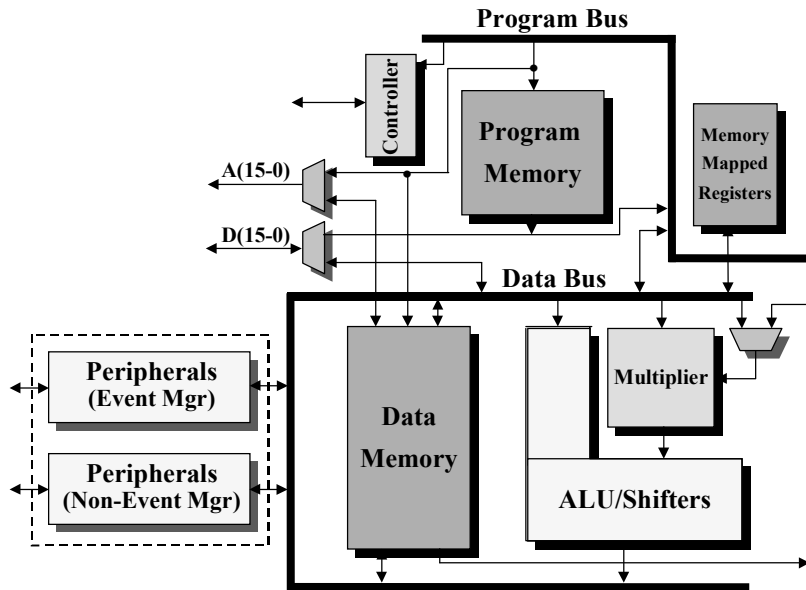 Program Bus
Controller
Program
Memory
Memory
Mapped
Registers
A(15-0)
D(15-0)
Data Bus
Peripherals
(Event Mgr)
Peripherals
(Non-Event Mgr)
Data
Memory
Multiplier
ALU/Shifters